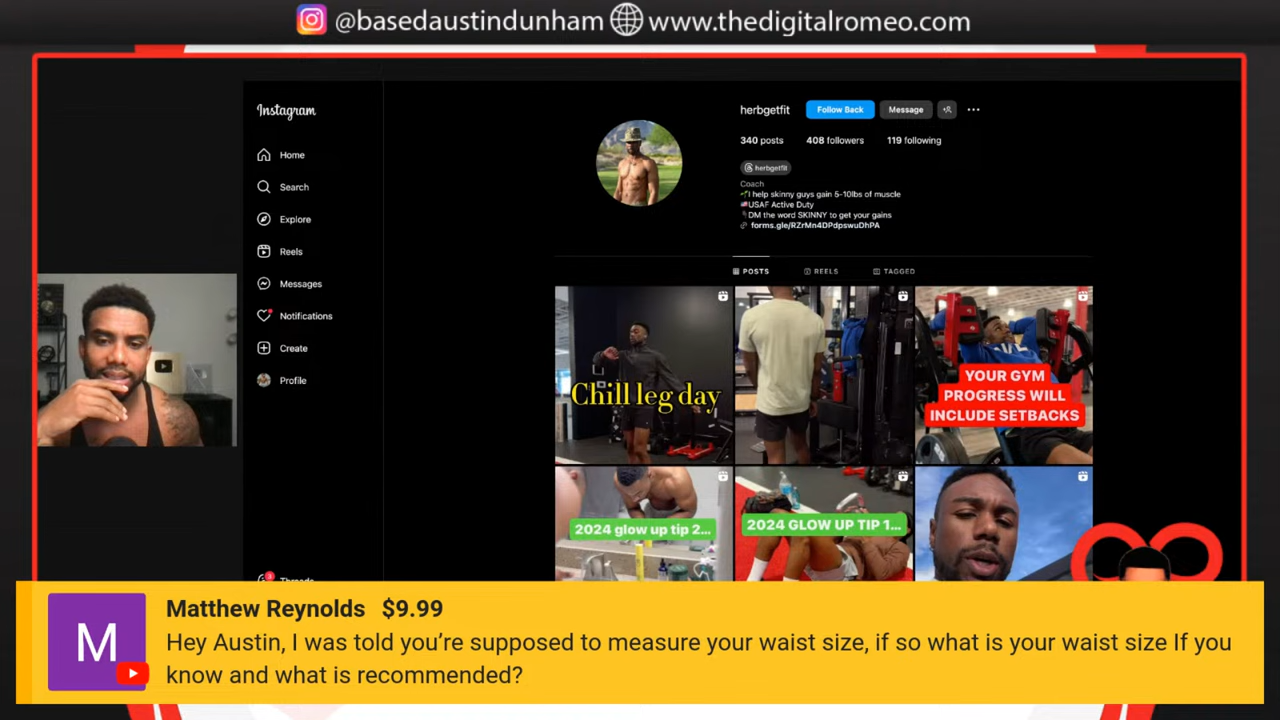 @basedaustindunham www.thedigitalromeo.com
Instagram
Home
Search
Explore
Reels
Messages
Notifications
Create
Profile
Threads
3
herbgetfit Follow Back Message
340 posts 408 followers 119 following
herbgetfit
Coach
I help skinny guys gain 5-10lbs of muscle
USAF Active Duty
DM the word SKINNY to get your gains
forms.gle/RZrMn4DPdpswuDhPA
POSTS REELS TAGGED
Chill leg day
YOUR GYM
PROGRESS WILL
INCLUDE SETBACKS
2024 glow up tip 2...
2024 GLOW UP TIP 1...
M
Matthew Reynolds $9.99
Hey Austin, I was told you’re supposed to measure your waist size, if so what is your waist size If you
know and what is recommended?